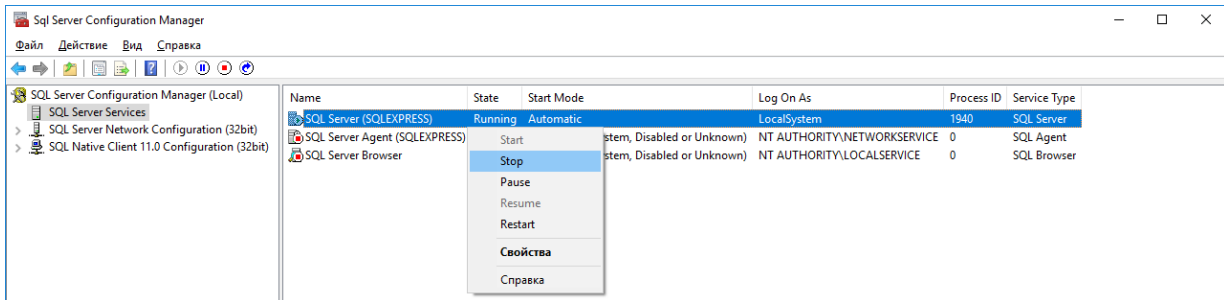 Sql Server Configuration Manager
Файл Действие Вид Справка
SQL Server Configuration Manager (Local)
SQL Server Services
SQL Server Network Configuration (32bit)
SQL Native Client 11.0 Configuration (32bit)
Name State Start Mode Log On As Process ID Service Type
SQL Server (SQLEXPRESS) Running Automatic LocalSystem 1940 SQL Server
SQL Server Agent (SQLEXPRESS) stem, Disabled or Unknown) NT AUTHORITY\NETWORKSERVICE 0 SQL Agent
SQL Server Browser stem, Disabled or Unknown) NT AUTHORITY\LOCALSERVICE 0 SQL Browser
Start
Stop
Pause
Resume
Restart
Свойства
Справка